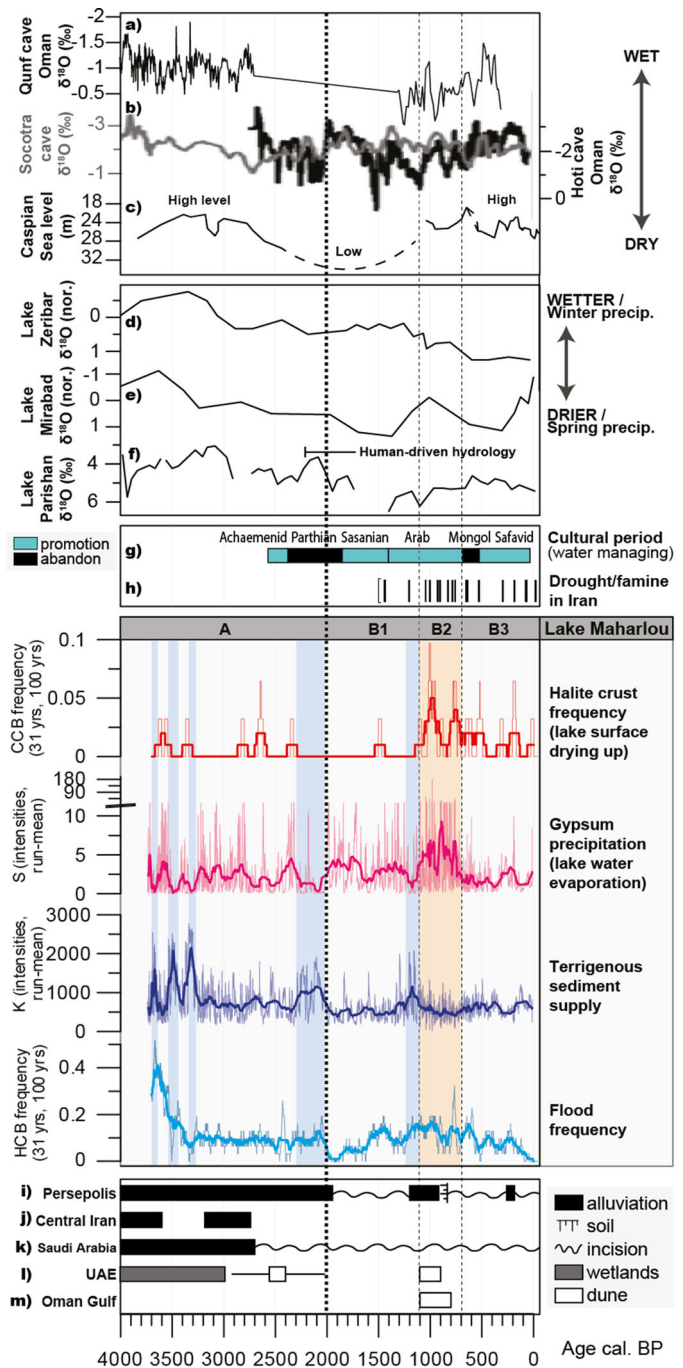 a)
Qunf cave
Oman
δ18O (‰)
-2
-1.5
-1
-0.5
WET
b)
Socotra
cave
δ18O (‰)
-3
-1
-2
0
Hoti cave
Oman
δ18O (‰)
c)
Caspian
Sea level
(m)
18
24
28
32
High level
Low
High
DRY
d)
Lake
Zeribar
δ18O (nor.)
0
1
WETTER /
Winter precip.
e)
Lake
Mirabad
δ18O (nor.)
-1
0
1
DRIER /
Spring precip.
f)
Lake
Parishan
δ18O (‰)
4
6
Human-driven hydrology
promotion
abandon
g)
Achaemenid Parthian Sasanian Arab Mongol Safavid
Cultural period
(water managing)
h)
Drought/famine
in Iran
A
B1
B2
B3
Lake Maharlou
CCB frequency
(31 yrs, 100 yrs)
0.1
0.05
0
Halite crust
frequency
(lake surface
drying up)
S (intensities,
run-mean)
180
90
10
5
0
Gypsum
precipitation
(lake water
evaporation)
K (intensities,
run-mean)
3000
2000
1000
0
Terrigenous
sediment
supply
HCB frequency
(31 yrs, 100 yrs)
0.4
0.2
0
Flood
frequency
i) Persepolis
j) Central Iran
k) Saudi Arabia
l) UAE
m) Oman Gulf
alluviation
soil
incision
wetlands
dune
4000 3500 3000 2500 2000 1500 1000 500 0
Age cal. BP